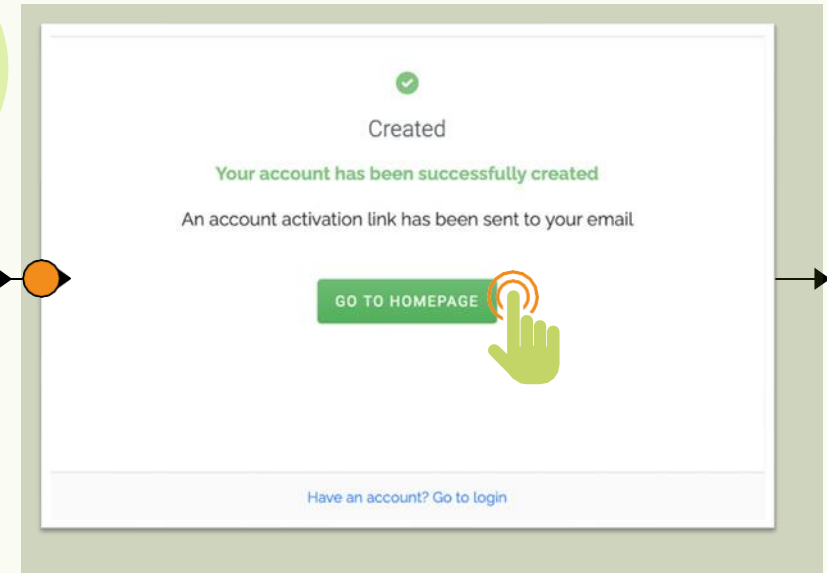 Created
Your account has been successfully created
An account activation link has been sent to your email
GO TO HOMEPAGE
Have an account? Go to login